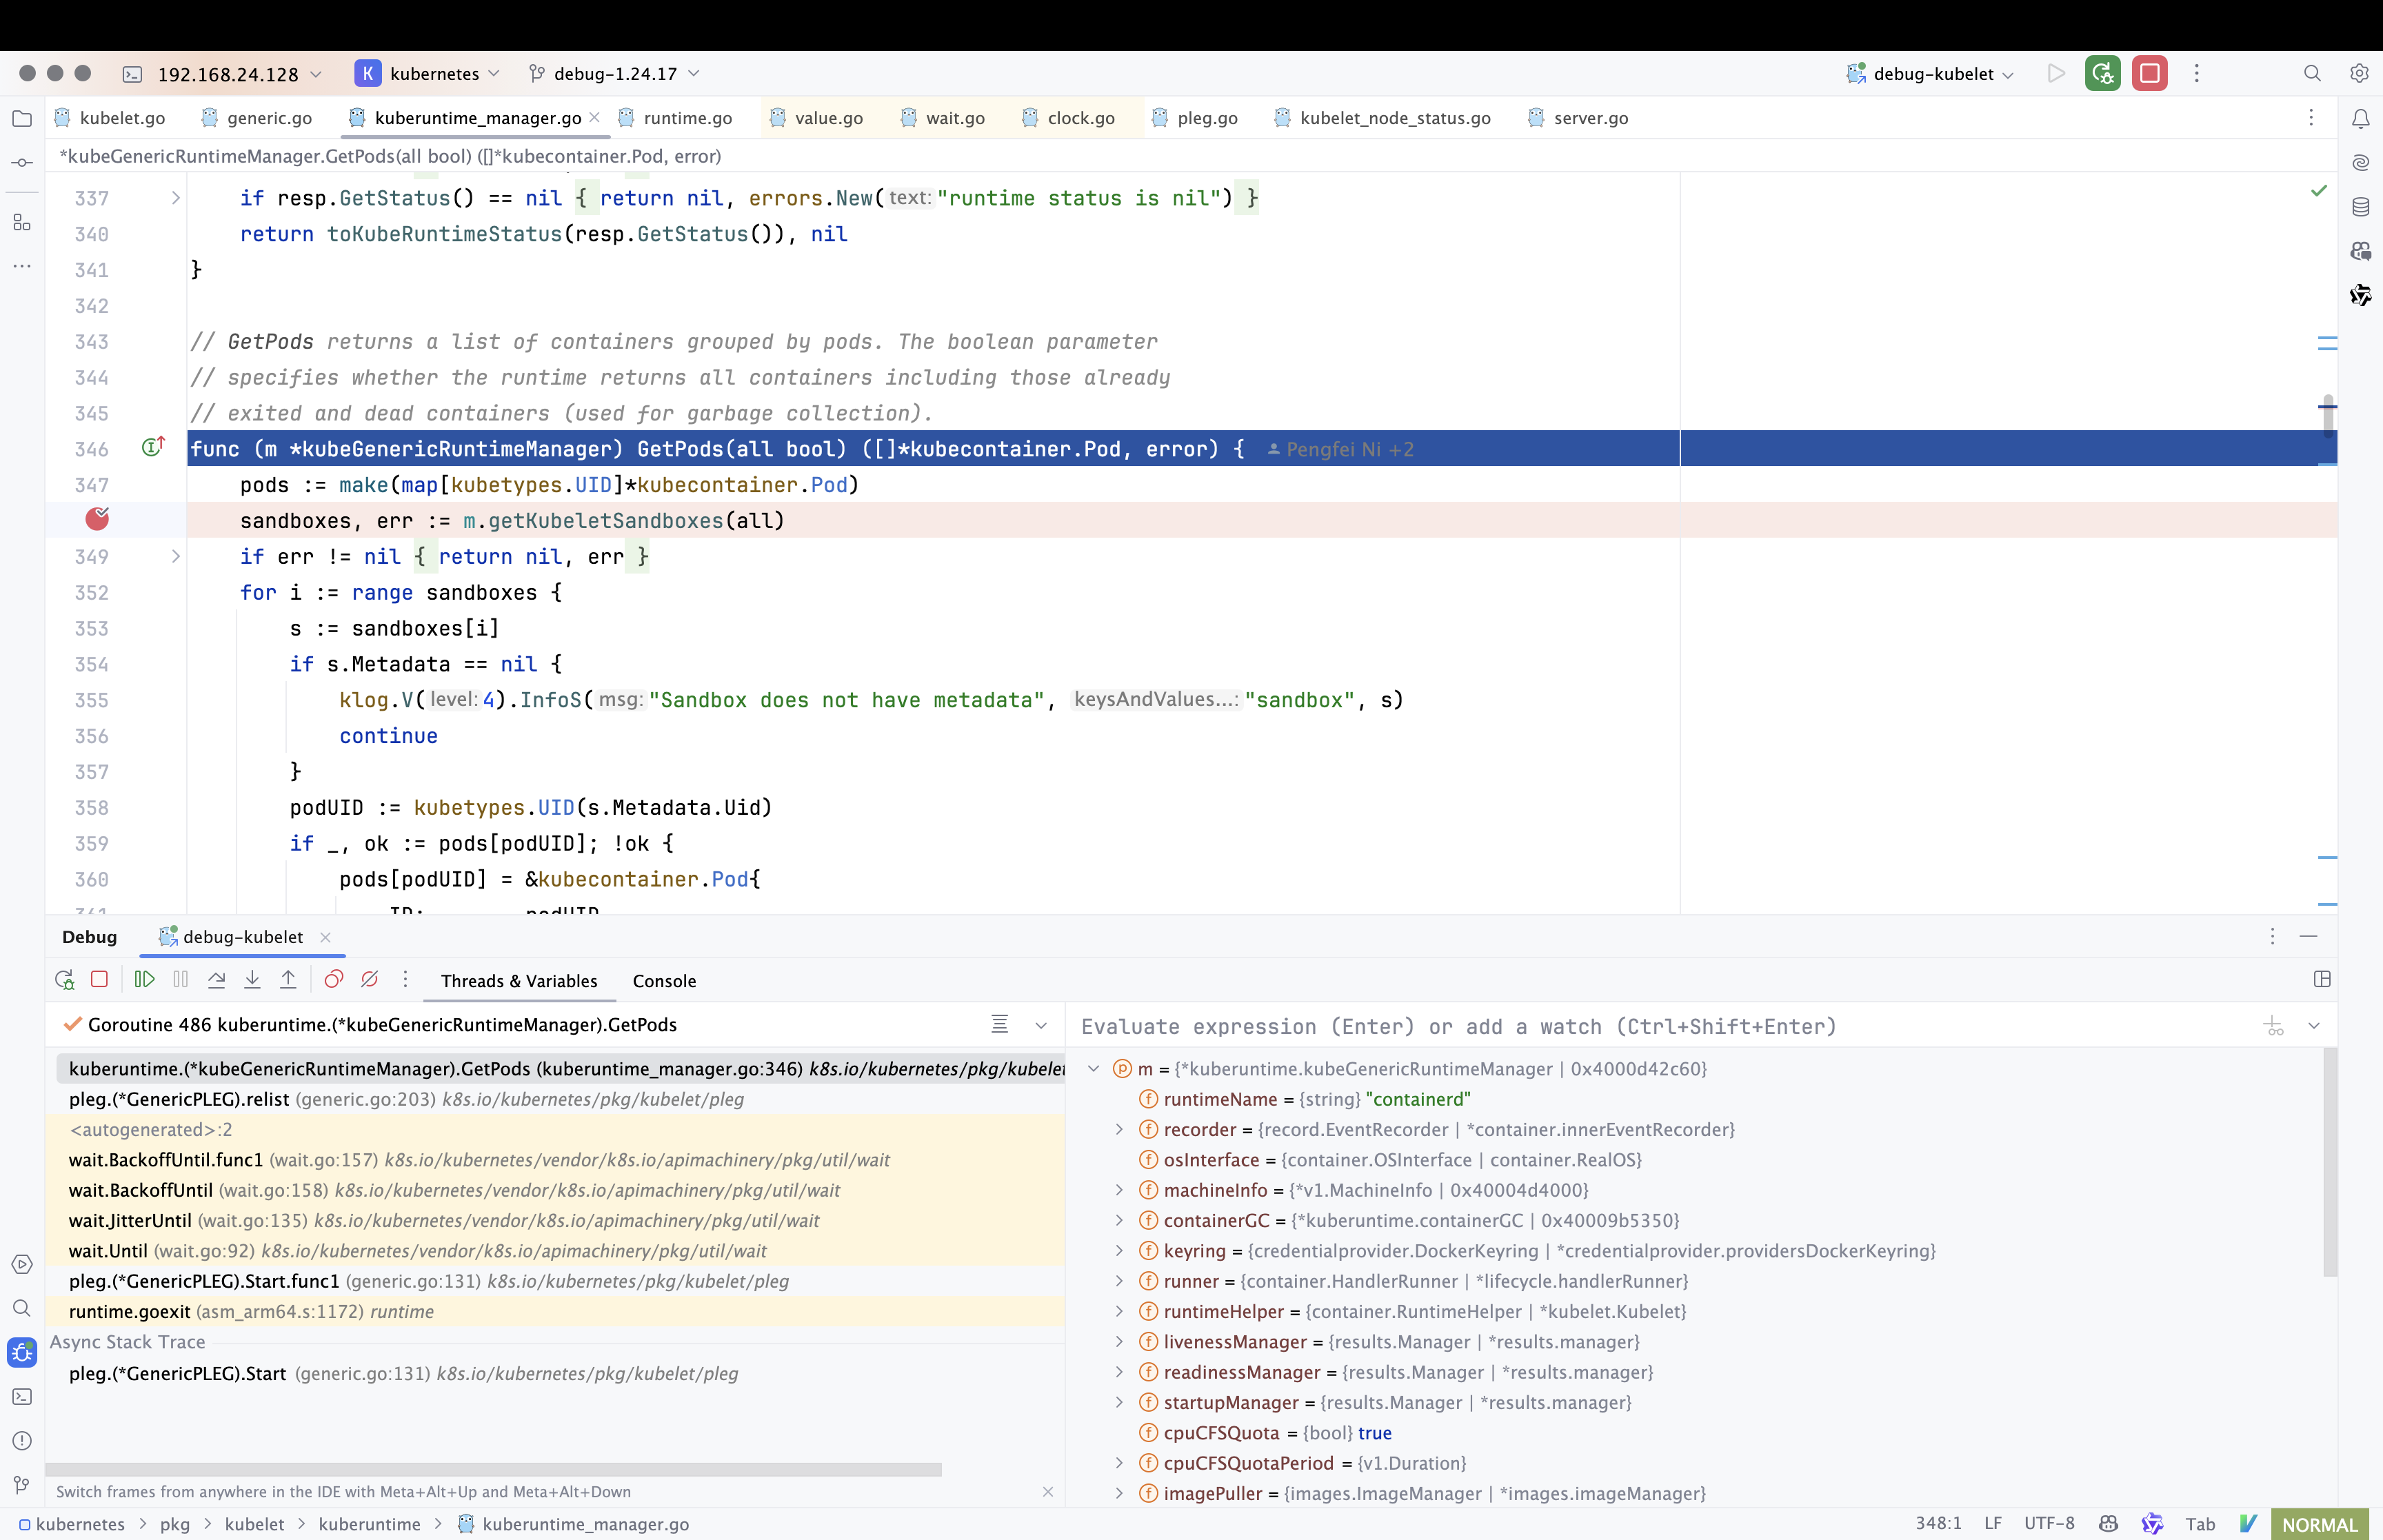 192.168.24.128 K kubernetes debug-1.24.17 debug-kubelet
kubelet.go generic.go kuberuntime_manager.go runtime.go value.go wait.go clock.go pleg.go kubelet_node_status.go server.go
*kubeGenericRuntimeManager.GetPods(all bool) ([]*kubecontainer.Pod, error)
337 if resp.GetStatus() == nil { return nil, errors.New( text: "runtime status is nil") }
340 return toKubeRuntimeStatus(resp.GetStatus()), nil
341 }
342
343 // GetPods returns a list of containers grouped by pods. The boolean parameter
344 // specifies whether the runtime returns all containers including those already
345 // exited and dead containers (used for garbage collection).
346 func (m *kubeGenericRuntimeManager) GetPods(all bool) ([]*kubecontainer.Pod, error) { Pengfei Ni +2
347 pods := make(map[kubetypes.UID]*kubecontainer.Pod)
sandboxes, err := m.getKubeletSandboxes(all)
349 if err != nil { return nil, err }
352 for i := range sandboxes {
353 s := sandboxes[i]
354 if s.Metadata == nil {
355 klog.V( level: 4).InfoS( msg: "Sandbox does not have metadata", keysAndValues...: "sandbox", s)
356 continue
357 }
358 podUID := kubetypes.UID(s.Metadata.Uid)
359 if _, ok := pods[podUID]; !ok {
360 pods[podUID] = &kubecontainer.Pod{
361 ID: podUID
Debug debug-kubelet
Threads & Variables Console
Goroutine 486 kuberuntime.(*kubeGenericRuntimeManager).GetPods
kuberuntime.(*kubeGenericRuntimeManager).GetPods (kuberuntime_manager.go:346) k8s.io/kubernetes/pkg/kubelet
pleg.(*GenericPLEG).relist (generic.go:203) k8s.io/kubernetes/pkg/kubelet/pleg
<autogenerated>:2
wait.BackoffUntil.func1 (wait.go:157) k8s.io/kubernetes/vendor/k8s.io/apimachinery/pkg/util/wait
wait.BackoffUntil (wait.go:158) k8s.io/kubernetes/vendor/k8s.io/apimachinery/pkg/util/wait
wait.JitterUntil (wait.go:135) k8s.io/kubernetes/vendor/k8s.io/apimachinery/pkg/util/wait
wait.Until (wait.go:92) k8s.io/kubernetes/vendor/k8s.io/apimachinery/pkg/util/wait
pleg.(*GenericPLEG).Start.func1 (generic.go:131) k8s.io/kubernetes/pkg/kubelet/pleg
runtime.goexit (asm_arm64.s:1172) runtime
Async Stack Trace
pleg.(*GenericPLEG).Start (generic.go:131) k8s.io/kubernetes/pkg/kubelet/pleg
Switch frames from anywhere in the IDE with Meta+Alt+Up and Meta+Alt+Down
Evaluate expression (Enter) or add a watch (Ctrl+Shift+Enter)
m = {*kuberuntime.kubeGenericRuntimeManager | 0x4000d42c60}
runtimeName = {string} "containerd"
recorder = {record.EventRecorder | *container.innerEventRecorder}
osInterface = {container.OSInterface | container.RealOS}
machineInfo = {*v1.MachineInfo | 0x40004d4000}
containerGC = {*kuberuntime.containerGC | 0x40009b5350}
keyring = {credentialprovider.DockerKeyring | *credentialprovider.providersDockerKeyring}
runner = {container.HandlerRunner | *lifecycle.handlerRunner}
runtimeHelper = {container.RuntimeHelper | *kubelet.Kubelet}
livenessManager = {results.Manager | *results.manager}
readinessManager = {results.Manager | *results.manager}
startupManager = {results.Manager | *results.manager}
cpuCFSQuota = {bool} true
cpuCFSQuotaPeriod = {v1.Duration}
imagePuller = {images.ImageManager | *images.imageManager}
kubernetes > pkg > kubelet > kuberuntime > kuberuntime_manager.go 348:1 LF UTF-8 Tab NORMAL